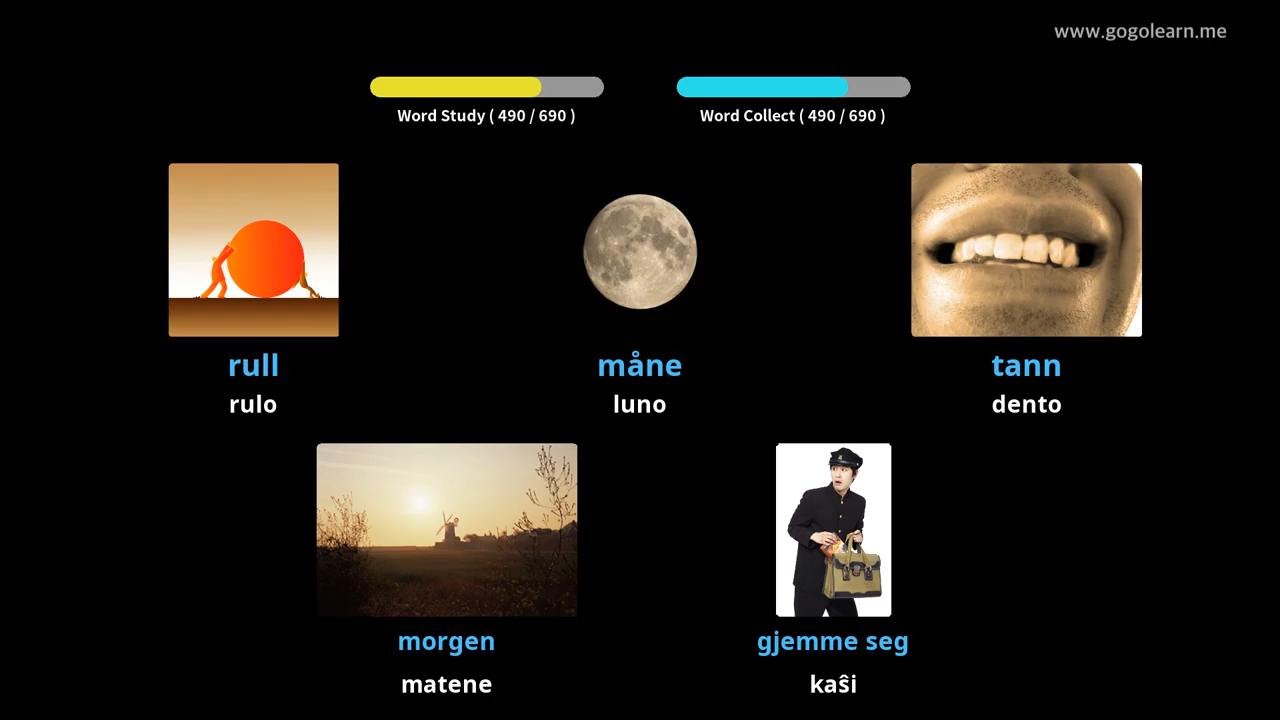 www.gogolearn.me
Word Study ( 490 / 690 )
Word Collect ( 490 / 690 )
rull
rulo
måne
luno
tann
dento
morgen
matene
gjemme seg
kaŝi